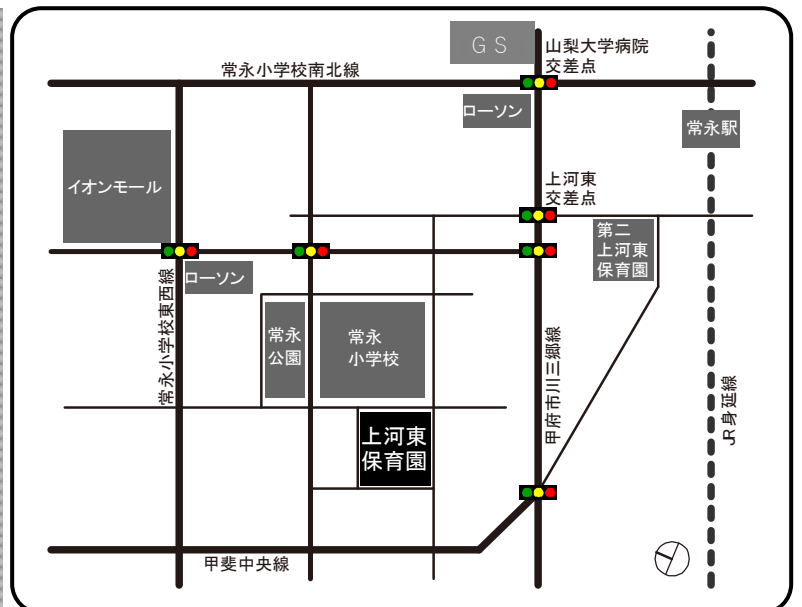 GS
山梨大学病院
交差点
常永小学校南北線
ローソン
常永駅
イオンモール
上河東
交差点
第二
上河東
保育園
ローソン
常永小学校東西線
常永
公園
常永
小学校
甲府市川三郷線
JR身延線
上河東
保育園
甲斐中央線